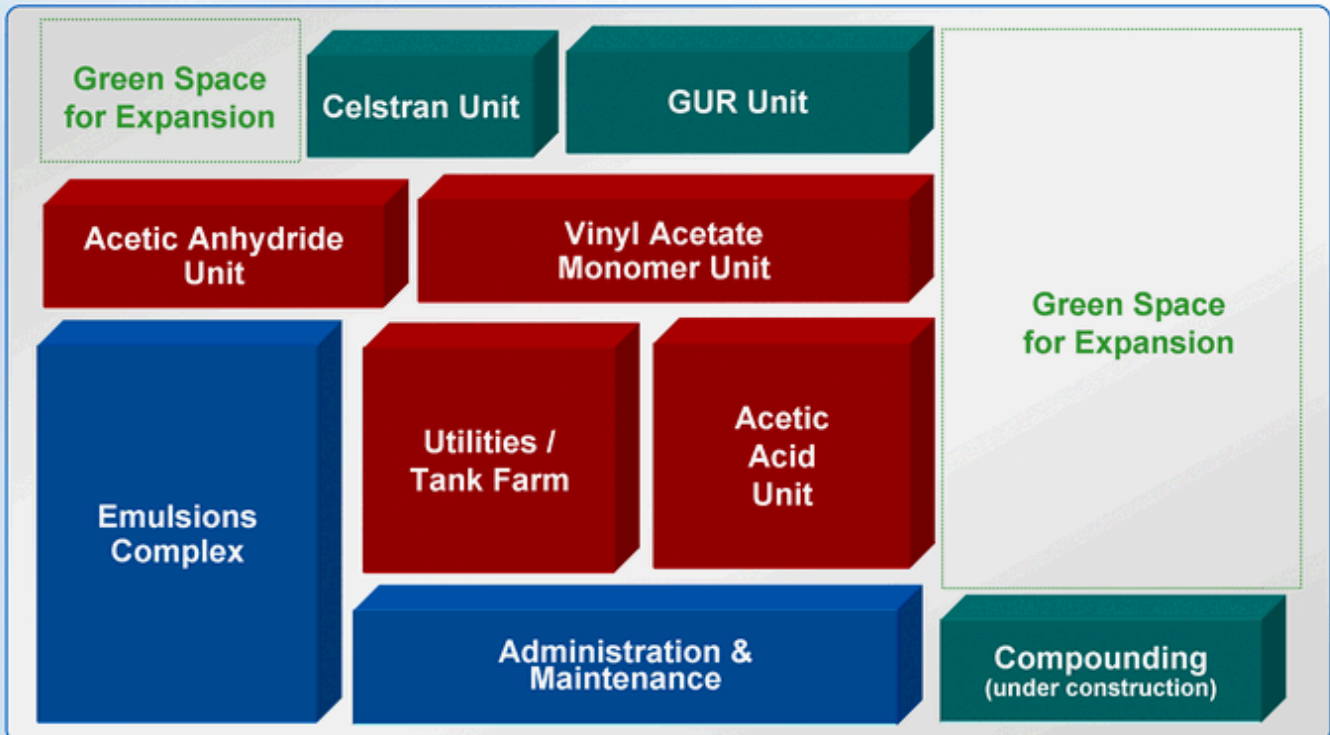 Green Space
for Expansion
Celstran Unit
GUR Unit
Acetic Anhydride
Unit
Vinyl Acetate
Monomer Unit
Green Space
for Expansion
Emulsions
Complex
Utilities /
Tank Farm
Acetic
Acid
Unit
Administration &
Maintenance
Compounding
(under construction)